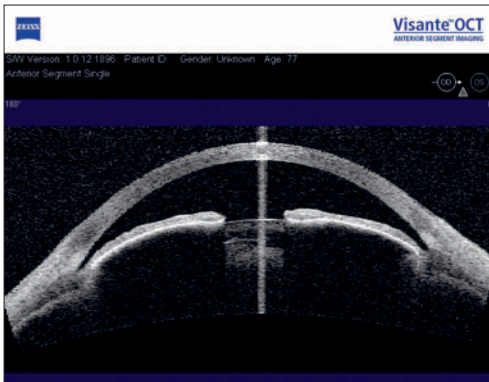 ZEISS
Visante™ OCT
ANTERIOR SEGMENT IMAGING
S/W Version: 1.0.12.1896 Patient ID: Gender: Unknown Age: 77
Anterior Segment Single
OD OS
180°